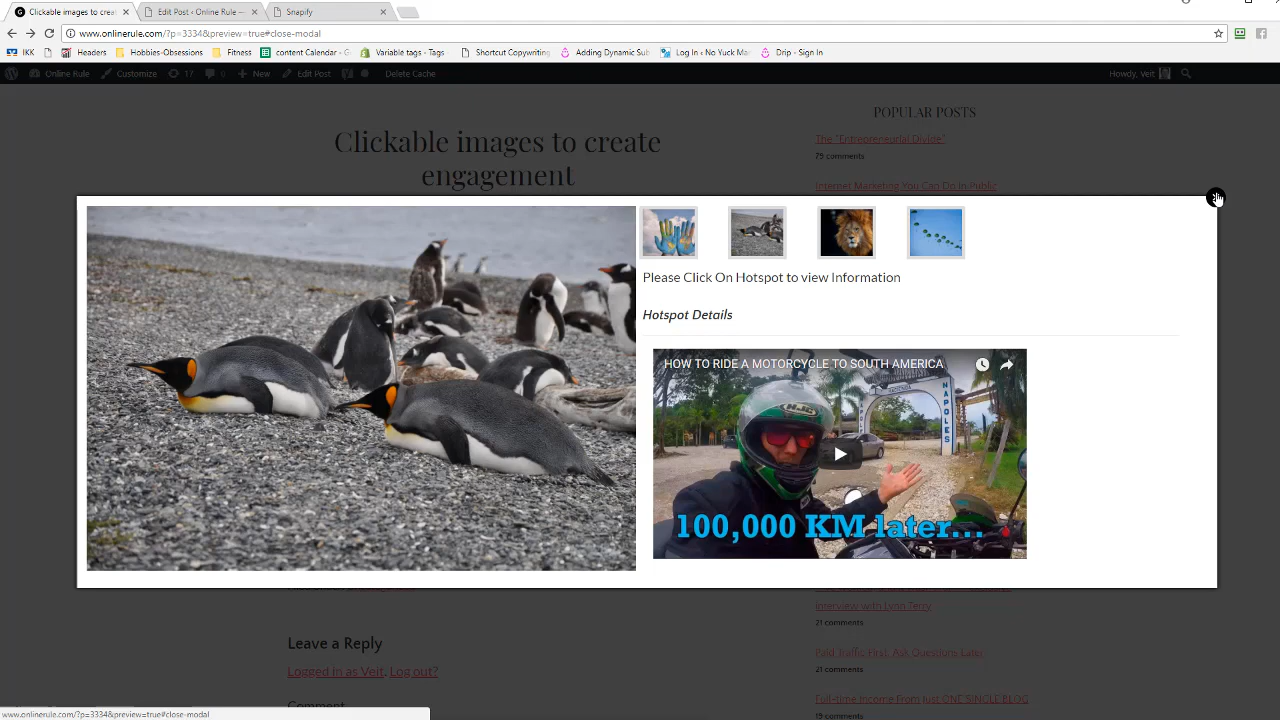 Clickable images to crea
Edit Post ‹ Online Rule —
Snapify
www.onlinerule.com/?p=3334&preview=true#close-modal
IKK
Headers
Hobbies-Obsessions
Fitness
content Calendar - G
Variable tags - Tags
Shortcut Copywriting
Adding Dynamic Sub
Log In ‹ No Yuck Ma
Drip - Sign In
Online Rule
Customize
17
0
New
Edit Post
Delete Cache
Howdy, Veit
POPULAR POSTS
Clickable images to create
engagement
The "Entrepreneurial Divide"
79 comments
Internet Marketing You Can Do In Public
Please Click On Hotspot to view Information
Hotspot Details
HOW TO RIDE A MOTORCYCLE TO SOUTH AMERICA
NAPOLES
100,000 KM later...
Interview with Lynn Terry
21 comments
Leave a Reply
Logged in as Veit. Log out?
Comment
Paid Traffic First, Ask Questions Later
21 comments
Full-time Income From Just ONE SINGLE BLOG
19 comments
www.onlinerule.com/?p=3334&preview=true#close-modal